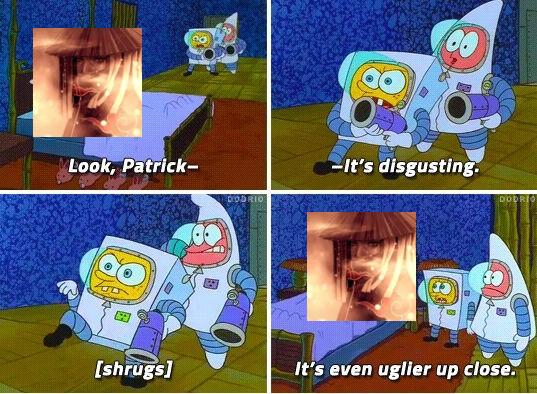 Look, Patrick–
–It's disgusting.
DODRIO
[shrugs]
DODRIO
It's even uglier up close.